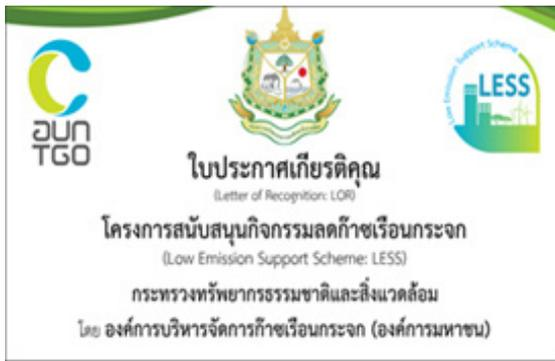 อบก
TGO
Low Emission Support Scheme
LESS
ใบประกาศเกียรติคุณ
(Letter of Recognition: LOR)
โครงการสนับสนุนกิจกรรมลดก๊าซเรือนกระจก
(Low Emission Support Scheme: LESS)
กระทรวงทรัพยากรธรรมชาติและสิ่งแวดล้อม
โดย องค์การบริหารจัดการก๊าซเรือนกระจก (องค์การมหาชน)